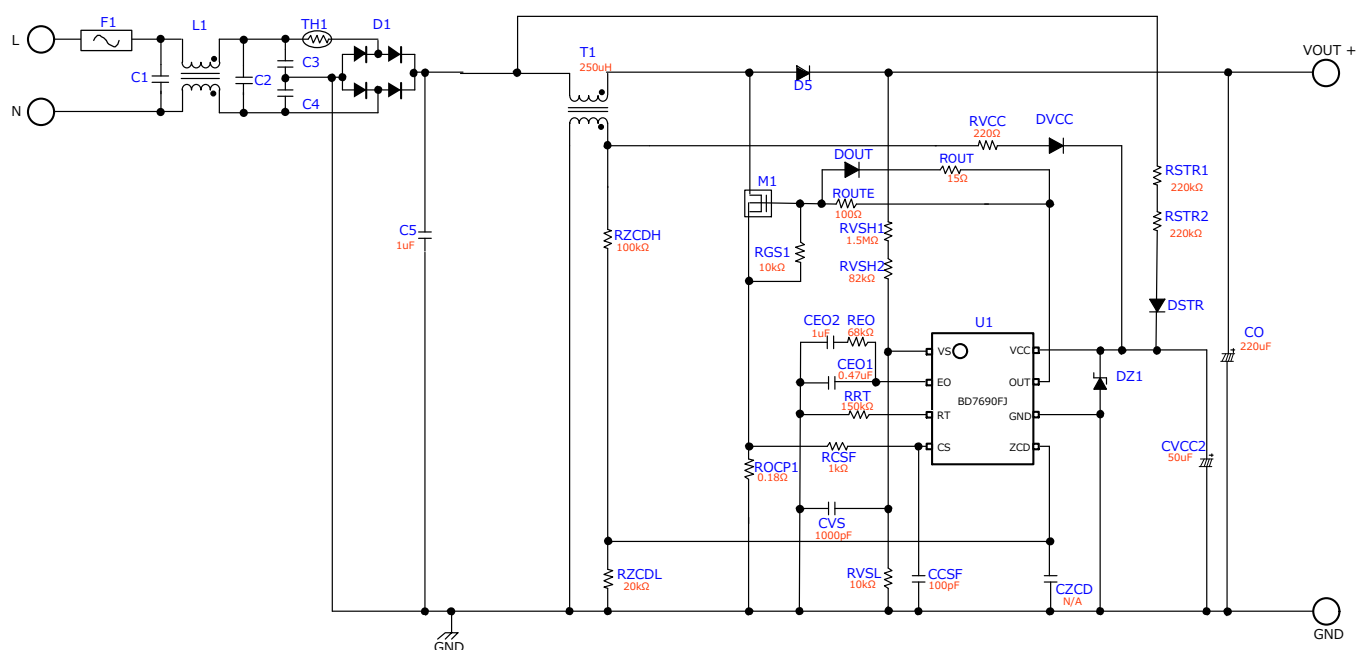 F1
L1
TH1
D1
L
C1
C2
C3
C4
N
T1
250uH
D5
VOUT +
RVCC
220Ω
DVCC
DOUT
ROUT
15Ω
RSTR1
220kΩ
M1
ROUTE
100Ω
RSTR2
220kΩ
C5
1uF
RZCDH
100kΩ
RVSH1
1.5MΩ
RGS1
10kΩ
RVSH2
82kΩ
DSTR
CEO2
1uF
REO
68kΩ
U1
CO
220uF
CEO1
0.47uF
VS
VCC
EO
OUT
DZ1
RRT
150kΩ
BD7690FJ
RT
GND
CS
ZCD
RCSF
1kΩ
ROCP1
0.18Ω
CVCC2
50uF
CVS
1000pF
RZCDL
20kΩ
RVSL
10kΩ
CCSF
100pF
CZCD
N/A
GND
GND